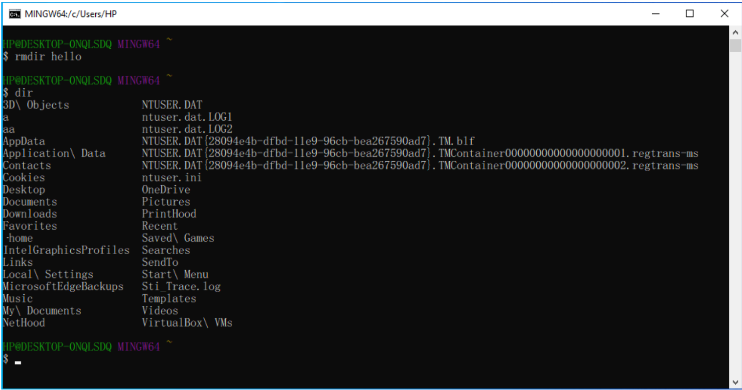 MINGW64:/c/Users/HP
HP@DESKTOP-0NQLSDQ MINGW64 ~
$ rmdir hello
HP@DESKTOP-0NQLSDQ MINGW64 ~
$ dir
3D\ Objects NTUSER.DAT
a ntuser.dat.LOG1
aa ntuser.dat.LOG2
AppData NTUSER.DAT{28094e4b-dfbd-11e9-96cb-bea267590ad7}.TM.blf
Application\ Data NTUSER.DAT{28094e4b-dfbd-11e9-96cb-bea267590ad7}.TMContainer00000000000000000001.regtrans-ms
Contacts NTUSER.DAT{28094e4b-dfbd-11e9-96cb-bea267590ad7}.TMContainer00000000000000000002.regtrans-ms
Cookies ntuser.ini
Desktop OneDrive
Documents Pictures
Downloads PrintHood
Favorites Recent
-home Saved\ Games
IntelGraphicsProfiles Searches
Links SendTo
Local\ Settings Start\ Menu
MicrosoftEdgeBackups Sti_Trace.log
Music Templates
My\ Documents Videos
NetHood VirtualBox\ VMs
HP@DESKTOP-0NQLSDQ MINGW64 ~
$